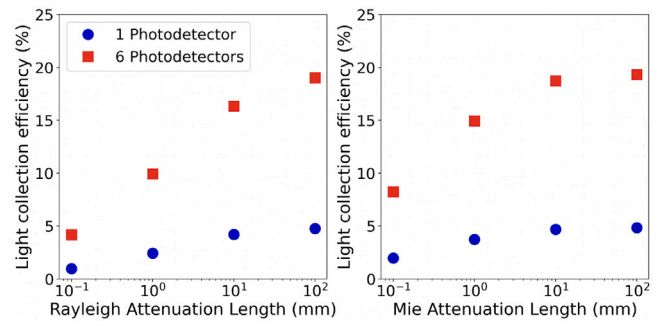 Light collection efficiency (%)
25
20
15
10
5
0
1 Photodetector
6 Photodetectors
10⁻¹ 10⁰ 10¹ 10²
Rayleigh Attenuation Length (mm)
Light collection efficiency (%)
25
20
15
10
5
0
10⁻¹ 10⁰ 10¹ 10²
Mie Attenuation Length (mm)